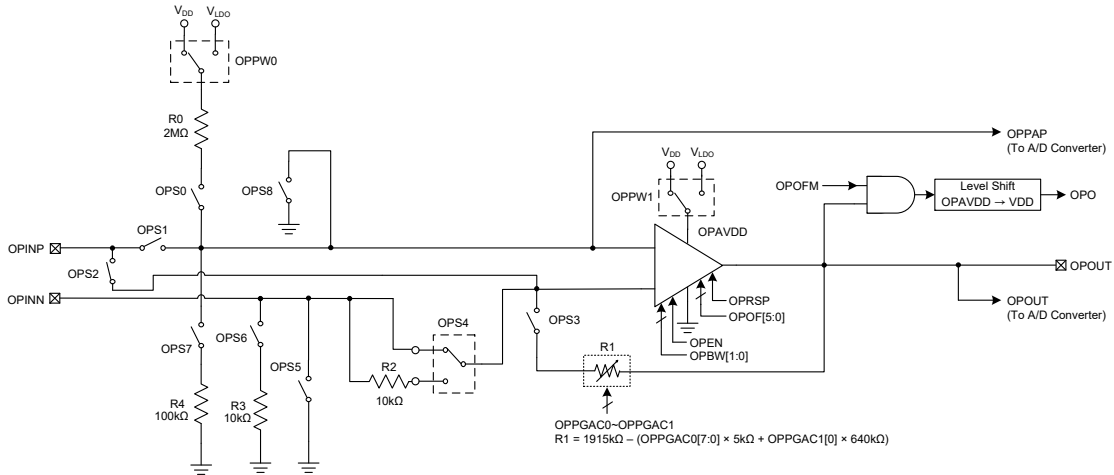 VDD
VLDO
OPPW0
R0
2MΩ
OPS0
OPS8
OPPAP
(To A/D Converter)
VDD
VLDO
OPPW1
OPAVDD
OPOFM
Level Shift
OPAVDD → VDD
OPO
OPINP
OPS1
OPS2
OPINN
OPOUT
OPOUT
(To A/D Converter)
OPRSP
OPOF[5:0]
OPEN
OPBW[1:0]
OPS3
OPS4
OPS7
OPS6
OPS5
R1
R2
10kΩ
R4
100kΩ
R3
10kΩ
OPPGAC0~OPPGAC1
R1 = 1915kΩ – (OPPGAC0[7:0] × 5kΩ + OPPGAC1[0] × 640kΩ)